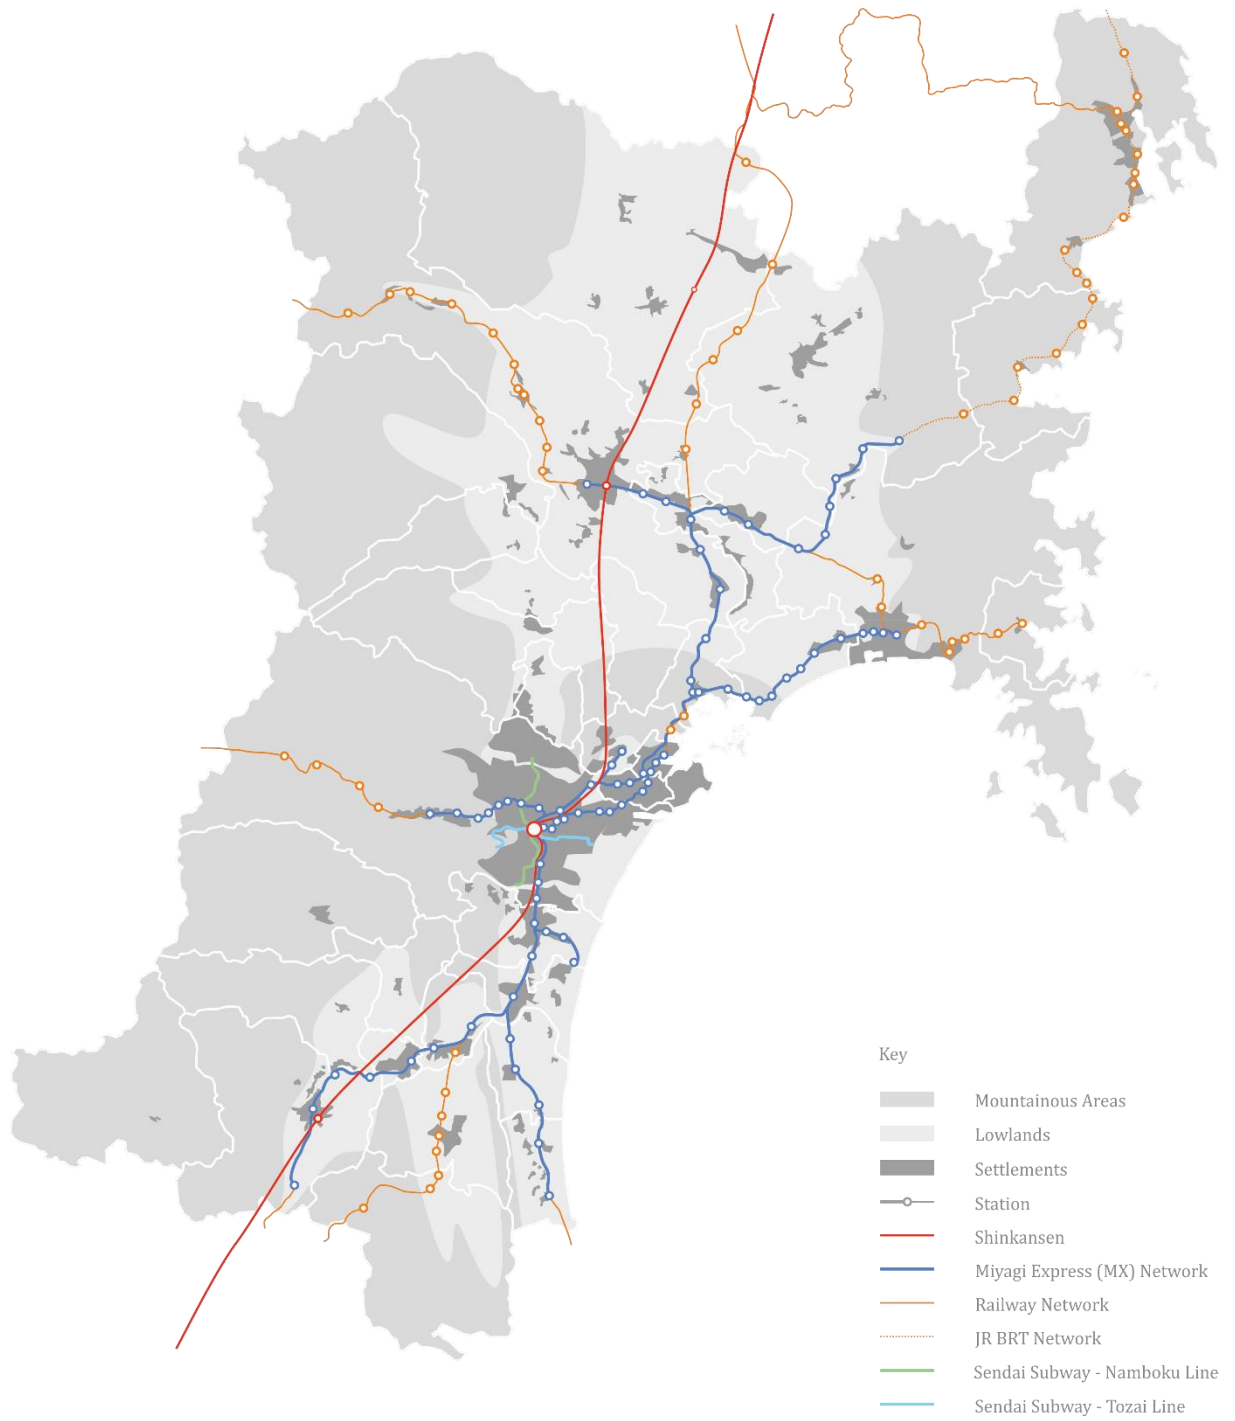 Key
Mountainous Areas
Lowlands
Settlements
Station
Shinkansen
Miyagi Express (MX) Network
Railway Network
JR BRT Network
Sendai Subway - Namboku Line
Sendai Subway - Tozai Line